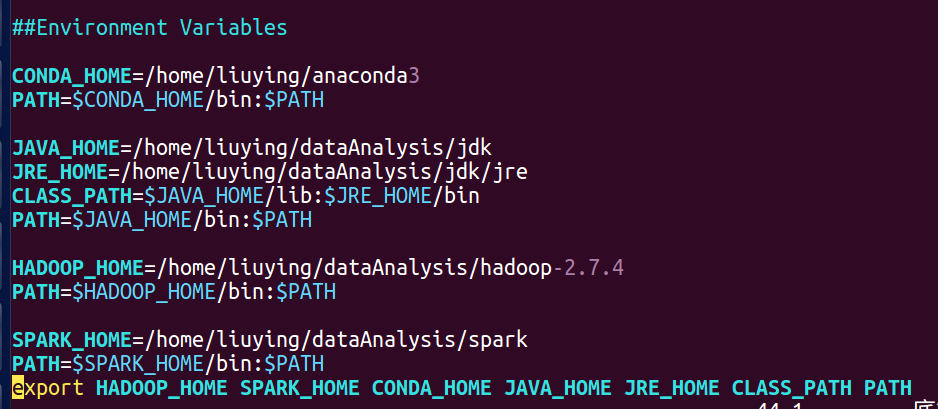 ##Environment Variables
CONDA_HOME=/home/liuying/anaconda3
PATH=$CONDA_HOME/bin:$PATH
JAVA_HOME=/home/liuying/dataAnalysis/jdk
JRE_HOME=/home/liuying/dataAnalysis/jdk/jre
CLASS_PATH=$JAVA_HOME/lib:$JRE_HOME/bin
PATH=$JAVA_HOME/bin:$PATH
HADOOP_HOME=/home/liuying/dataAnalysis/hadoop-2.7.4
PATH=$HADOOP_HOME/bin:$PATH
SPARK_HOME=/home/liuying/dataAnalysis/spark
PATH=$SPARK_HOME/bin:$PATH
export HADOOP_HOME SPARK_HOME CONDA_HOME JAVA_HOME JRE_HOME CLASS_PATH PATH